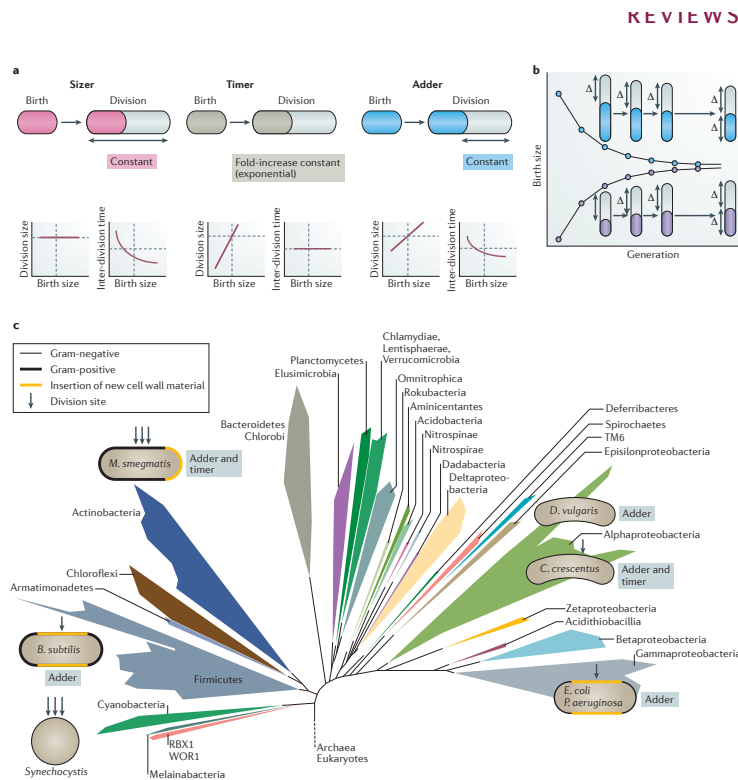 REVIEWS
a
Sizer
Birth
Division
Constant
Division size
Birth size
Inter-division time
Birth size
Timer
Birth
Division
Fold-increase constant
(exponential)
Division size
Birth size
Inter-division time
Birth size
Adder
Birth
Division
Constant
Division size
Birth size
Inter-division time
Birth size
b
Birth size
Δ
Δ
Δ
Δ
Δ
Δ
Δ
Δ
Δ
Δ
Generation
c
Gram-negative
Gram-positive
Insertion of new cell wall material
Division site
M. smegmatis
Adder and
timer
Actinobacteria
Chloroflexi
Armatimonadetes
B. subtilis
Adder
Firmicutes
Synechocystis
Cyanobacteria
RBX1
WOR1
Melainabacteria
Archaea
Eukaryotes
Bacteroidetes
Chlorobi
Planctomycetes
Elusimicrobia
Chlamydiae,
Lentisphaerae,
Verrucomicrobia
Omnitrophica
Rokubacteria
Aminicentantes
Acidobacteria
Nitrospinae
Nitrospirae
Dadabacteria
Deltaproteo-
bacteria
Deferribacteres
Spirochaetes
TM6
Episilonproteobacteria
D. vulgaris
Adder
Alphaproteobacteria
C. crescentus
Adder and
timer
Zetaproteobacteria
Acidithiobacillia
Betaproteobacteria
Gammaproteobacteria
E. coli
P. aeruginosa
Adder